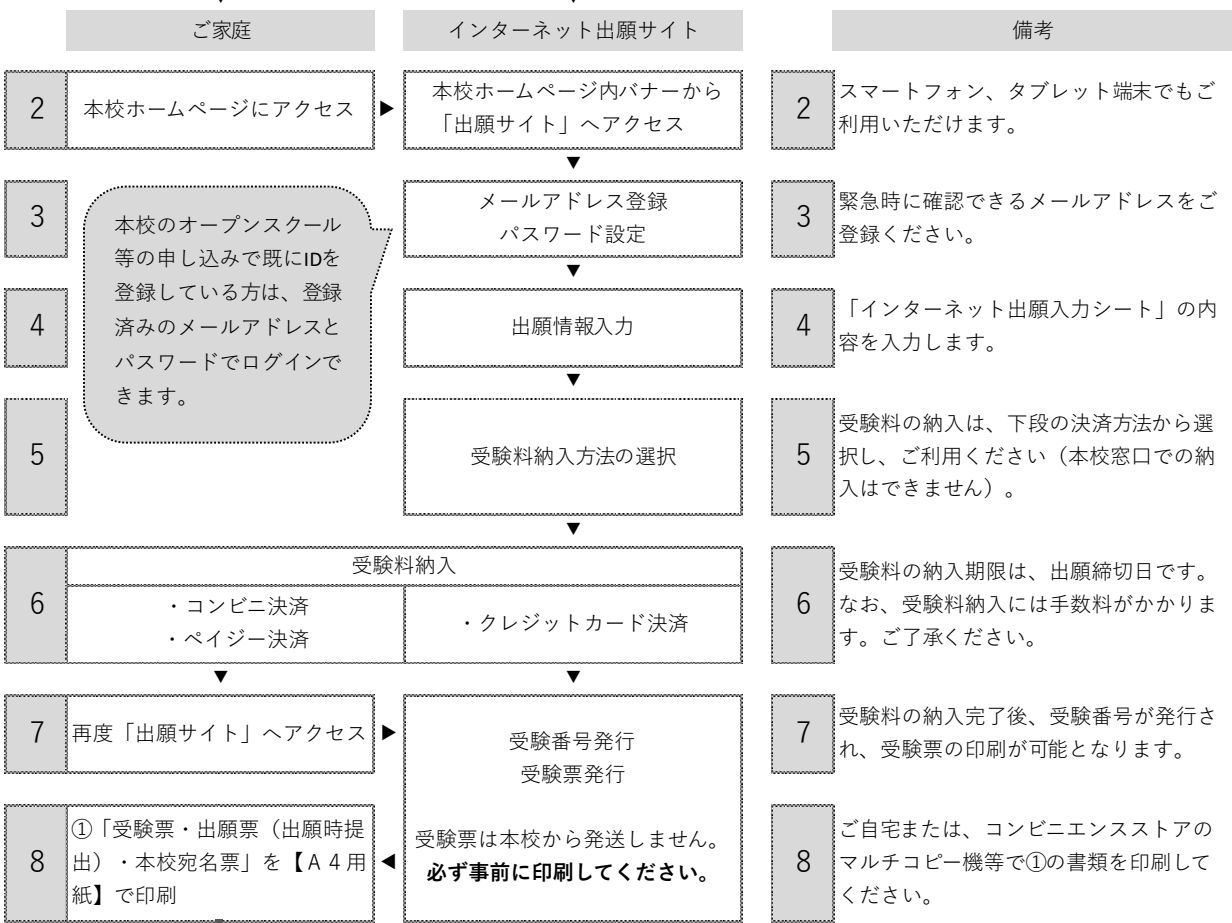 ご家庭
インターネット出願サイト
備考
2
本校ホームページにアクセス
▶
本校ホームページ内バナーから
「出願サイト」へアクセス
2
スマートフォン、タブレット端末でもご
利用いただけます。
▼
3
本校のオープンスクール
等の申し込みで既にIDを
登録している方は、登録
済みのメールアドレスと
パスワードでログインで
きます。
メールアドレス登録
パスワード設定
3
緊急時に確認できるメールアドレスをご
登録ください。
▼
4
出願情報入力
4
「インターネット出願入力シート」の内
容を入力します。
▼
5
受験料納入方法の選択
5
受験料の納入は、下段の決済方法から選
択し、ご利用ください（本校窓口での納
入はできません）。
▼
6
受験料納入
・コンビニ決済
・ペイジー決済
・クレジットカード決済
6
受験料の納入期限は、出願締切日です。
なお、受験料納入には手数料がかかりま
す。ご了承ください。
▼
▼
7
再度「出願サイト」へアクセス
▶
受験番号発行
受験票発行
7
受験料の納入完了後、受験番号が発行さ
れ、受験票の印刷が可能となります。
8
①「受験票・出願票（出願時提
出）・本校宛名票」を【Ａ４用
紙】で印刷
◀
受験票は本校から発送しません。
必ず事前に印刷してください。
8
ご自宅または、コンビニエンスストアの
マルチコピー機等で①の書類を印刷して
ください。